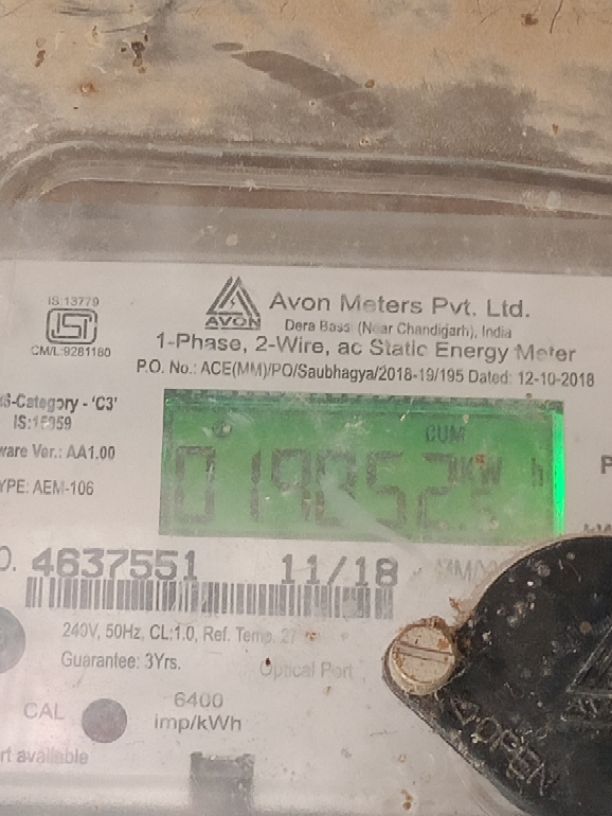 IS:13779
ISI
CM/L-9281180
AVON
Avon Meters Pvt. Ltd.
Dera Bassi (Near Chandigarh), India
1-Phase, 2-Wire, ac Static Energy Meter
P.O. No.: ACE(MM)/PO/Saubhagya/2018-19/195 Dated: 12-10-2018
S-Category - 'C3'
IS:15959
ware Ver.: AA1.00
YPE: AEM-106
CUM
KW h
O. 4637551 11/18
240V, 50Hz, CL:1.0, Ref. Temp. 27
Guarantee: 3Yrs.
Optical Port
CAL
6400
imp/kWh
rt available